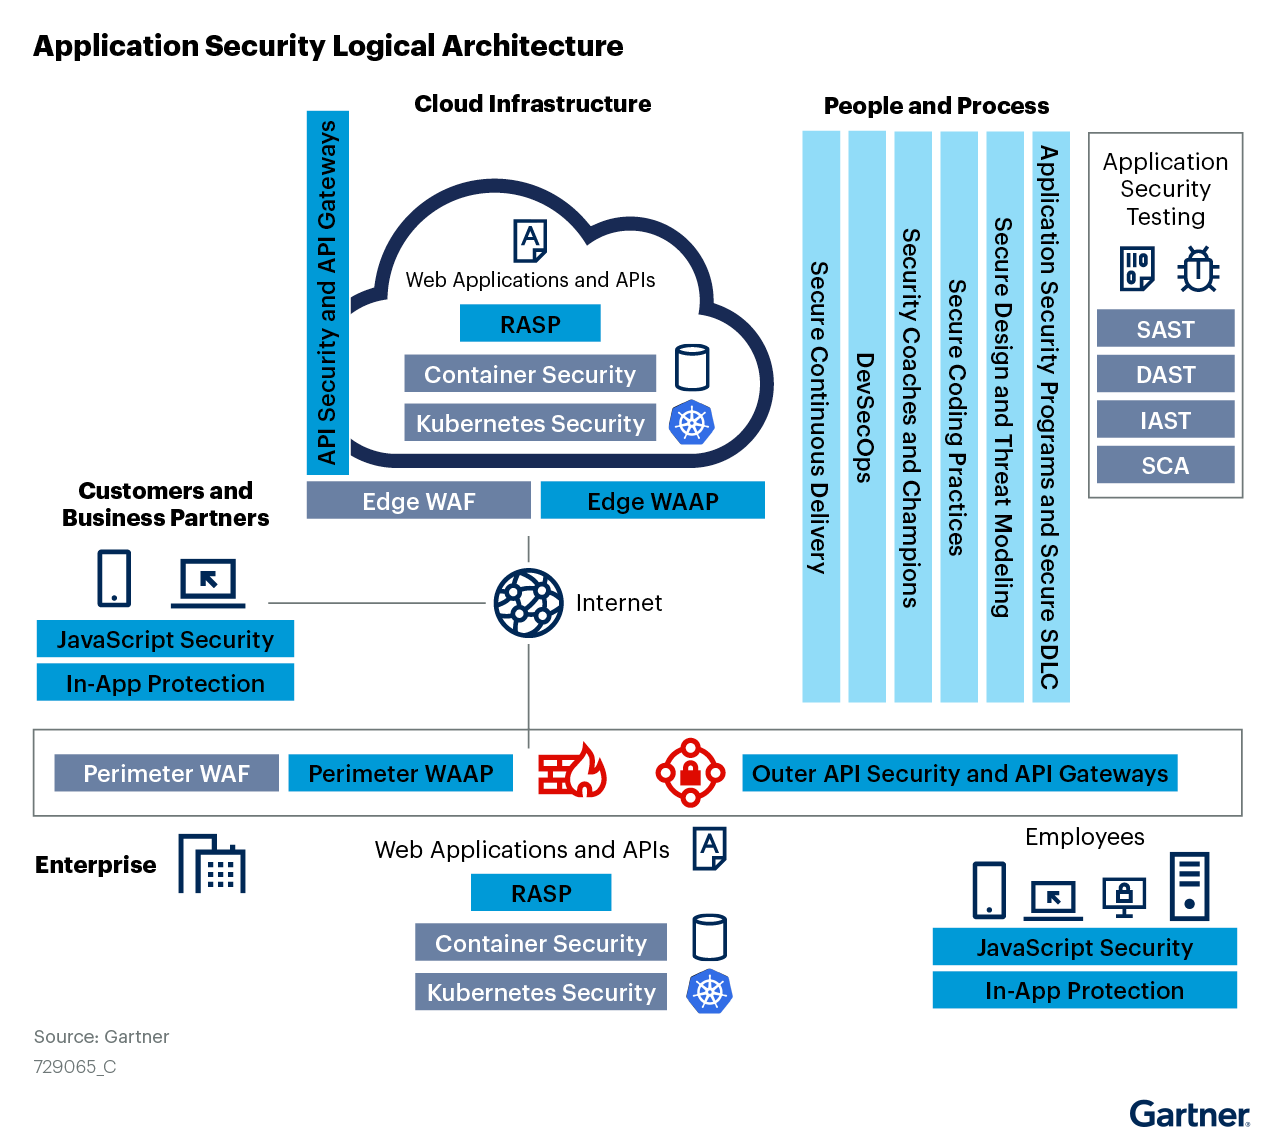 Application Security Logical Architecture
Cloud Infrastructure
API Security and API Gateways
A
Web Applications and APIs
RASP
Container Security
Kubernetes Security
Edge WAF
Edge WAAP
People and Process
Secure Continuous Delivery
DevSecOps
Security Coaches and Champions
Secure Coding Practices
Secure Design and Threat Modeling
Application Security Programs and Secure SDLC
Application
Security
Testing
SAST
DAST
IAST
SCA
Customers and
Business Partners
JavaScript Security
In-App Protection
Internet
Perimeter WAF
Perimeter WAAP
Outer API Security and API Gateways
Enterprise
Web Applications and APIs
A
RASP
Container Security
Kubernetes Security
Employees
JavaScript Security
In-App Protection
Source: Gartner
729065_C
Gartner